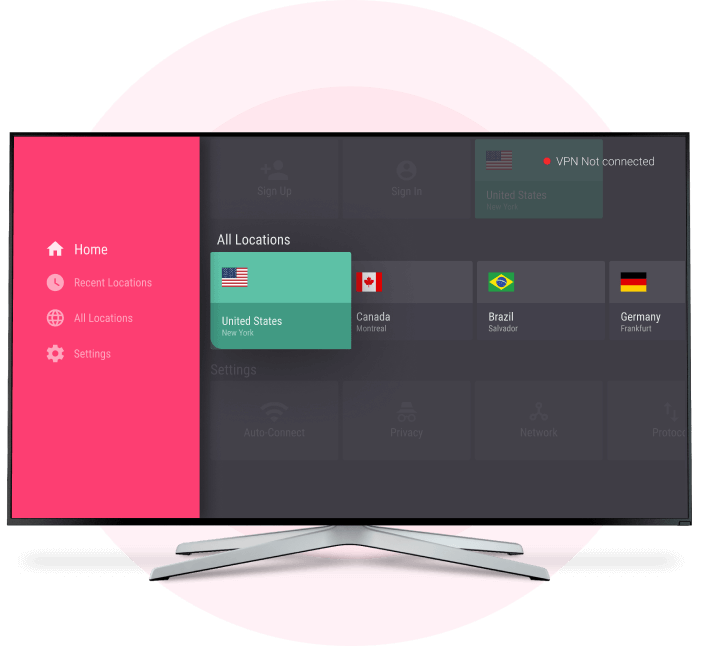 VPN Not connected
Sign Up
Sign In
United States
New York
Home
Recent Locations
All Locations
Settings
All Locations
United States
New York
Canada
Montreal
Brazil
Salvador
Germany
Frankfurt
Settings
Auto-Connect
Privacy
Network
Protoco